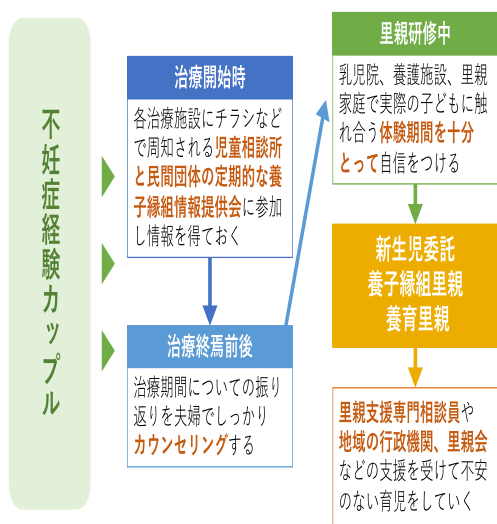 不妊症経験カップル
治療開始時
各治療施設にチラシなど
で周知される児童相談所
と民間団体の定期的な養
子縁組情報提供会に参加
し情報を得ておく
治療終焉前後
治療期間についての振り
返りを夫婦でしっかり
カウンセリングする
里親研修中
乳児院、養護施設、里親
家庭で実際の子どもに触
れ合う体験期間を十分
とって自信をつける
新生児委託
養子縁組里親
養育里親
里親支援専門相談員や
地域の行政機関、里親会
などの支援を受けて不安
のない育児をしていく